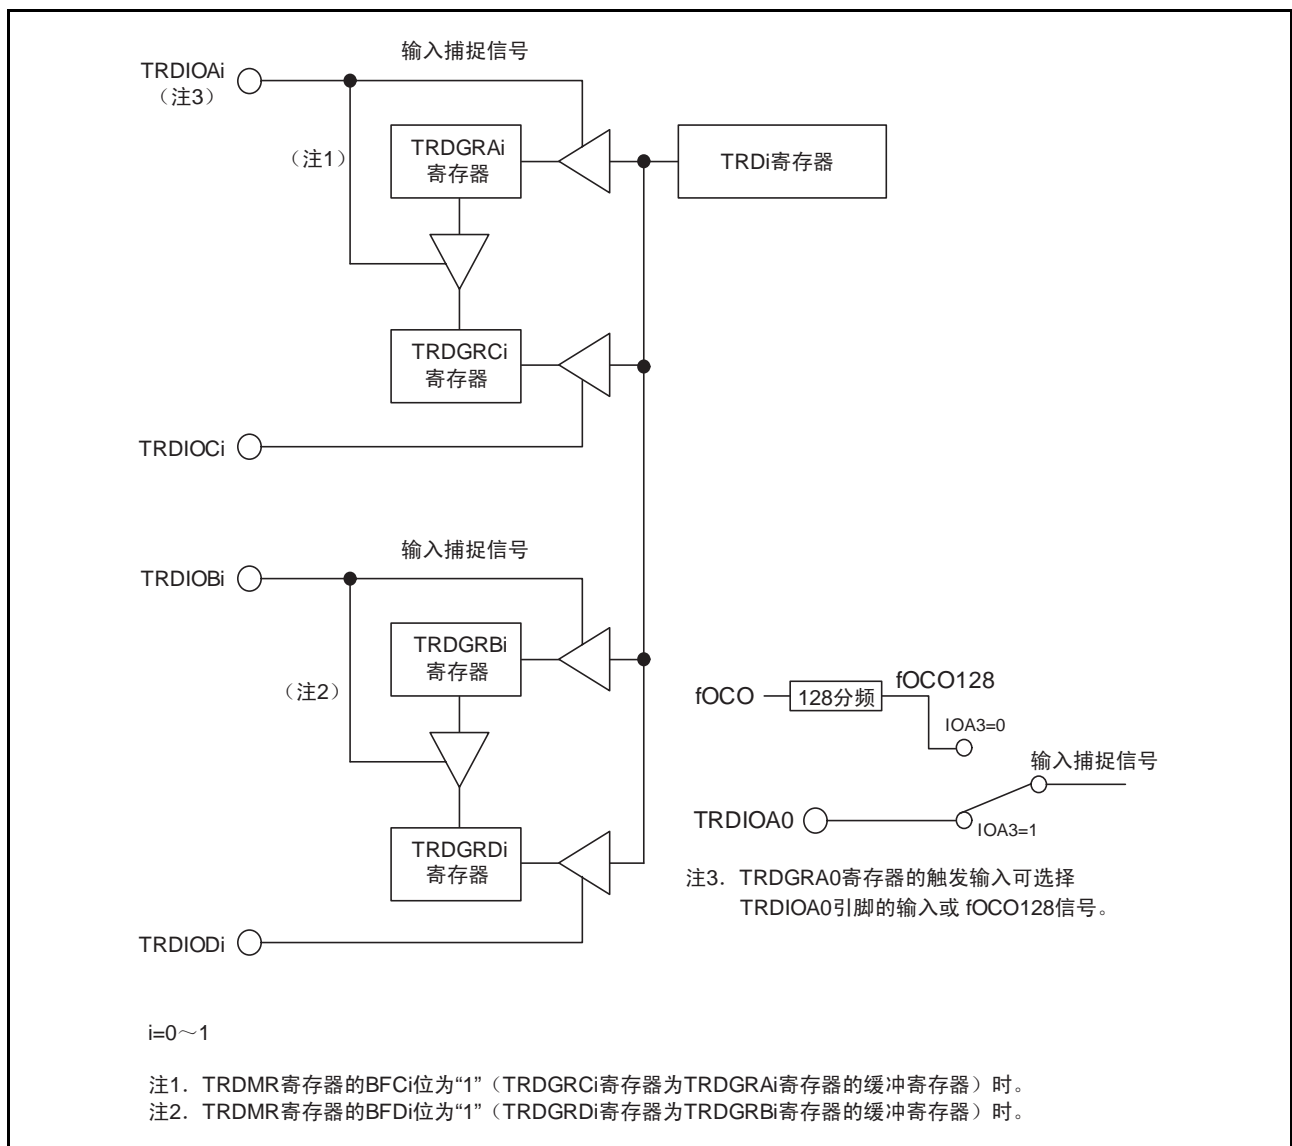 输入捕捉信号
TRDIOAi
（注3）
（注1）
TRDGRAi
寄存器
TRDi寄存器
TRDGRCi
寄存器
TRDIOCi
输入捕捉信号
TRDIOBi
TRDGRBi
寄存器
（注2）
fOCO
128分频
fOCO128
IOA3=0
输入捕捉信号
TRDIOA0
IOA3=1
TRDGRDi
寄存器
注3．TRDGRA0寄存器的触发输入可选择
TRDIOA0引脚的输入或 fOCO128信号。
TRDIODi
i=0～1
注1．TRDMR寄存器的BFCi位为“1”（TRDGRCi寄存器为TRDGRAi寄存器的缓冲寄存器）时。
注2．TRDMR寄存器的BFDi位为“1”（TRDGRDi寄存器为TRDGRBi寄存器的缓冲寄存器）时。